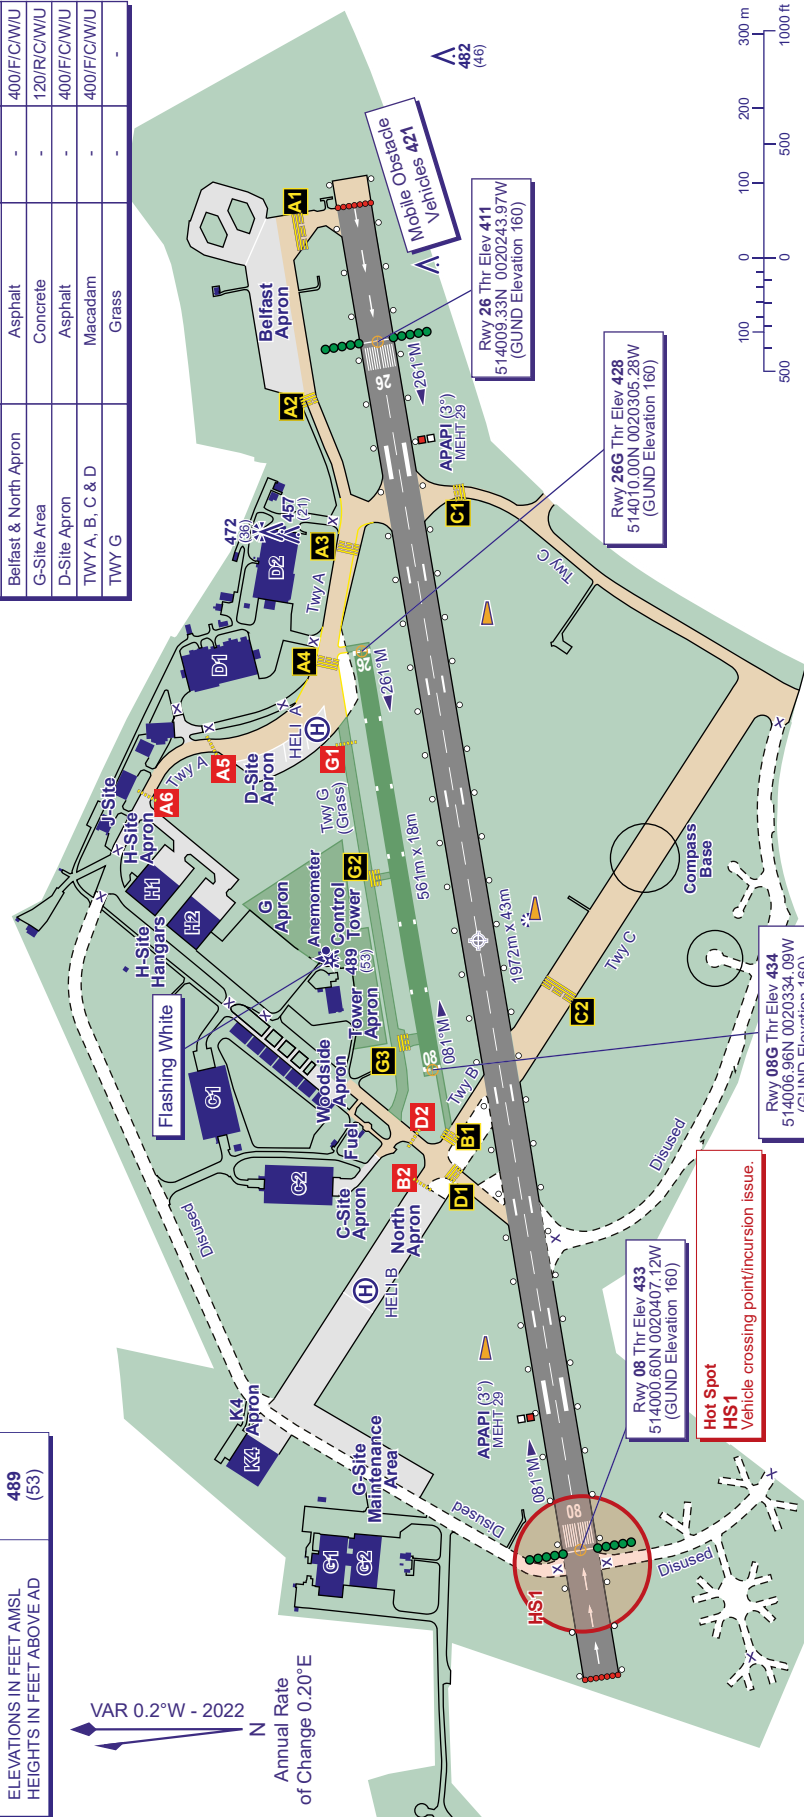 ELEVATIONS IN FEET AMSL
HEIGHTS IN FEET ABOVE AD
489
(53)
VAR 0.2°W - 2022
N
Annual Rate
of Change 0.20°E
Belfast & North Apron - Asphalt 400/F/C/W/U
G-Site Area Concrete - 120/R/C/W/U
D-Site Apron Asphalt - 400/F/C/W/U
TWY A, B, C & D Macadam - 400/F/C/W/U
TWY G Grass - -
J-Site
H-Site
Apron
H-Site
Hangars
H1
H2
A6
Twy A
A5
D-Site
Apron
HELI A
H
D1
D2
472
(36)
457
(21)
A4
Twy A
A3
A2
Belfast
Apron
A1
482
(46)
Mobile Obstacle
Vehicles 421
Flashing White
C1
C2
Woodside
Apron
Fuel
C-Site
Apron
Tower
Apron
G
Apron
Anemometer
Control
Tower
489
(53)
G1
Twy G
(Grass)
G2
G3
D2
B2
B1
D1
Twy B
North
Apron
HELI B
H
K4
Apron
K4
G-Site
Maintenance
Area
G1
G2
Disused
Disused
Disused
Disused
HS1
08
081°M
APAPI (3°)
MEHT 29
08
081°M
561m x 18m
26
261°M
1972m x 43m
26
261°M
APAPI (3°)
MEHT 29
C1
Twy C
C2
Twy C
Compass
Base
Rwy 26 Thr Elev 411
514009.33N 0020243.97W
(GUND Elevation 160)
Rwy 26G Thr Elev 428
514010.00N 0020305.28W
(GUND Elevation 160)
Rwy 08G Thr Elev 434
514006.96N 0020334.09W
(GUND Elevation 160)
Rwy 08 Thr Elev 433
514000.60N 0020407.12W
(GUND Elevation 160)
Hot Spot
HS1
Vehicle crossing point/incursion issue.
100 0 100 200 300 m
500 0 500 1000 ft